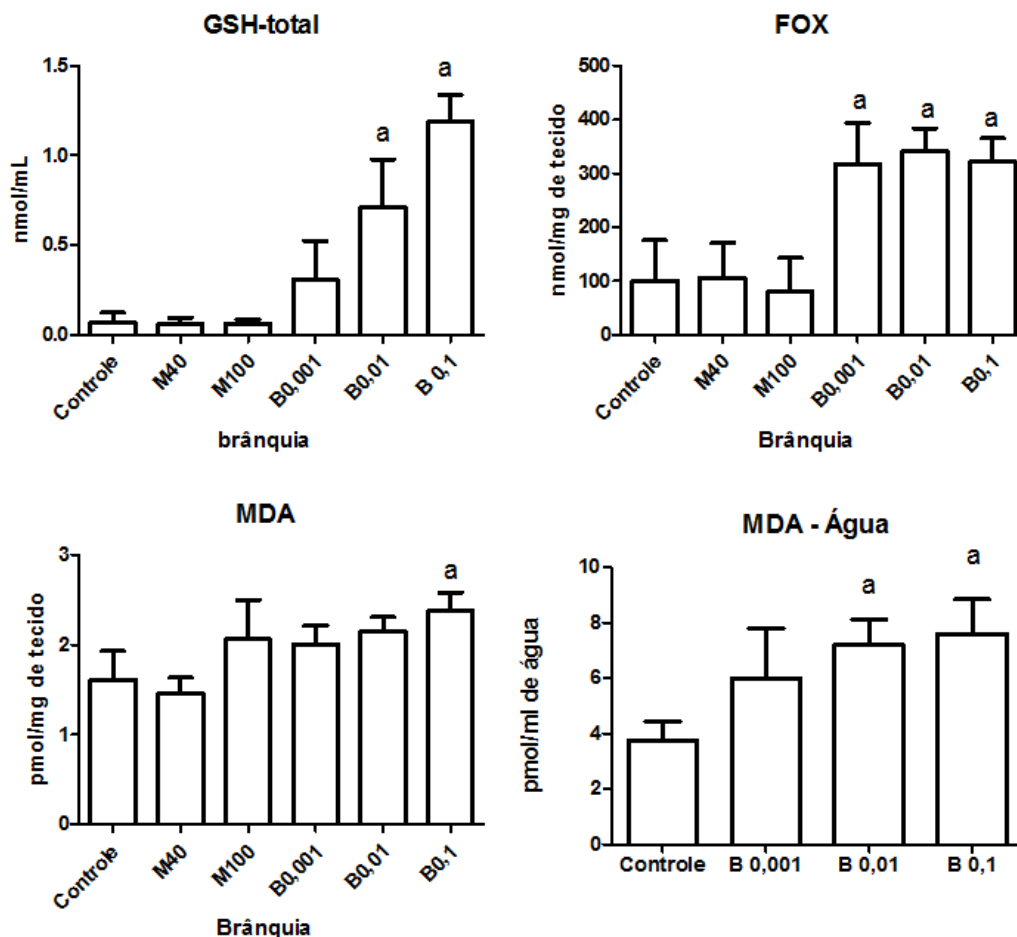 GSH-total
1.5
1.0
0.5
0.0
nmol/mL
a
a
Controle
M40
M100
B0,001
B0,01
B 0,1
brânquia
FOX
500
400
300
200
100
0
nmol/mg de tecido
a
a
a
Controle
M40
M100
B0,001
B0,01
B0,1
Brânquia
MDA
3
2
1
0
pmol/mg de tecido
a
Controle
M40
M100
B0,001
B0,01
B0,1
Brânquia
MDA - Água
10
8
6
4
2
0
pmol/ml de água
a
a
Controle
B 0,001
B 0,01
B 0,1